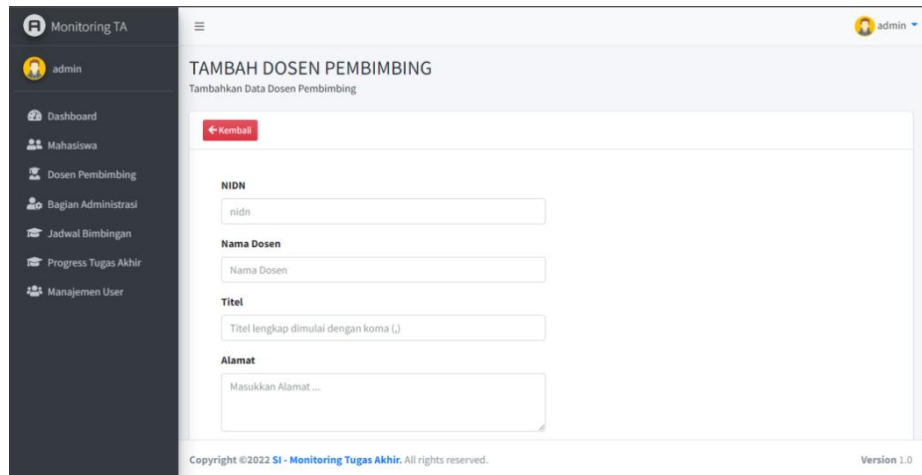 Monitoring TA
admin
admin
Dashboard
Mahasiswa
Dosen Pembimbing
Bagian Administrasi
Jadwal Bimbingan
Progress Tugas Akhir
Manajemen User
TAMBAH DOSEN PEMBIMBING
Tambahkan Data Dosen Pembimbing
Kembali
NIDN
nidn
Nama Dosen
Nama Dosen
Titel
Titel lengkap dimulai dengan koma (,)
Alamat
Masukkan Alamat ...
Copyright ©2022 SI - Monitoring Tugas Akhir. All rights reserved.
Version 1.0